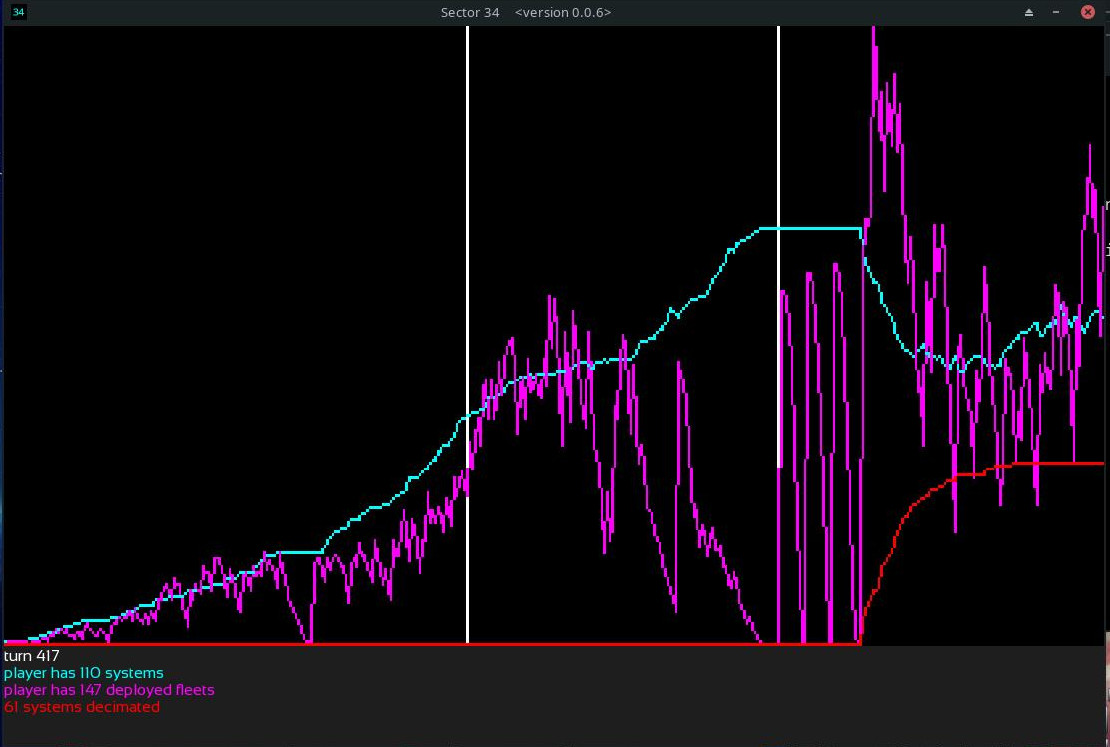 34
Sector 34 <version 0.0.6>
turn 417
player has 110 systems
player has 147 deployed fleets
61 systems decimated